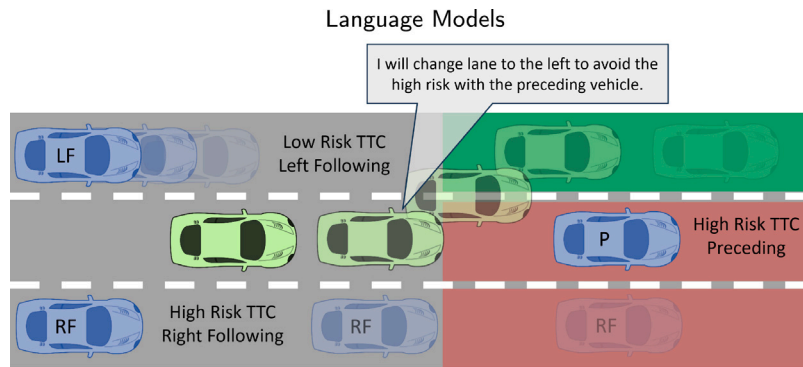 Language Models
I will change lane to the left to avoid the
high risk with the preceding vehicle.
LF
Low Risk TTC
Left Following
P
High Risk TTC
Preceding
RF
High Risk TTC
Right Following
RF
RF